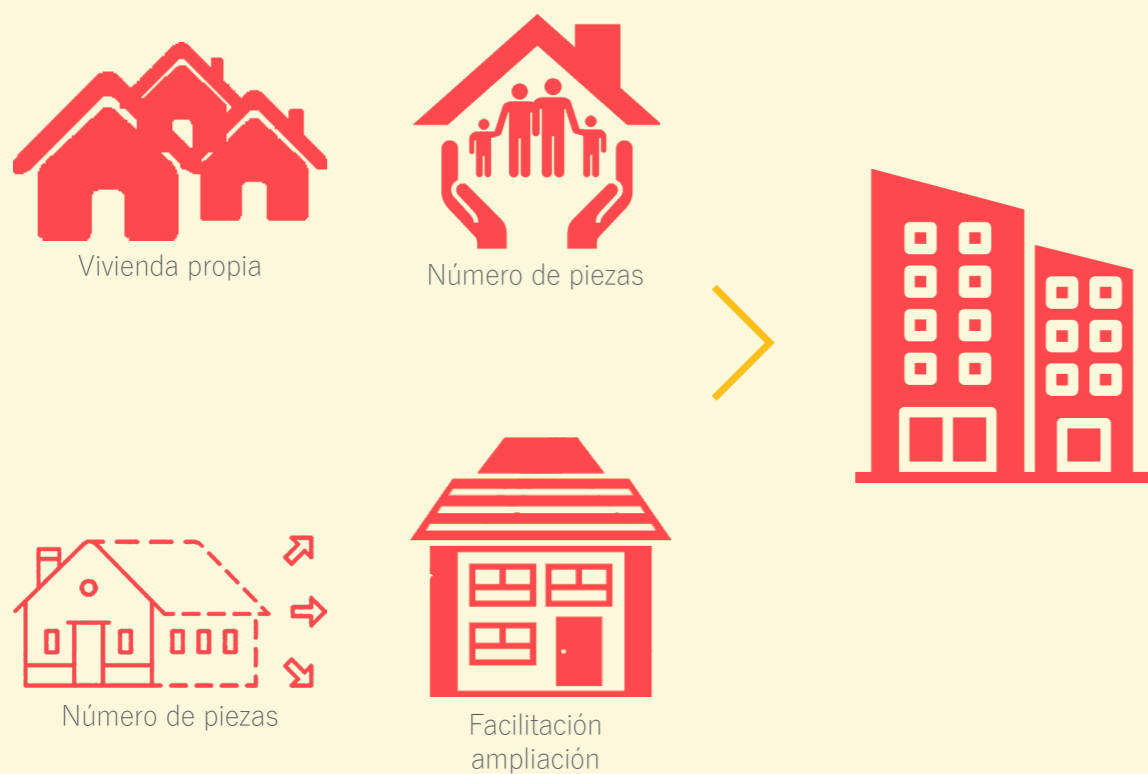 Vivienda propia
Número de piezas
Número de piezas
Facilitación
ampliación